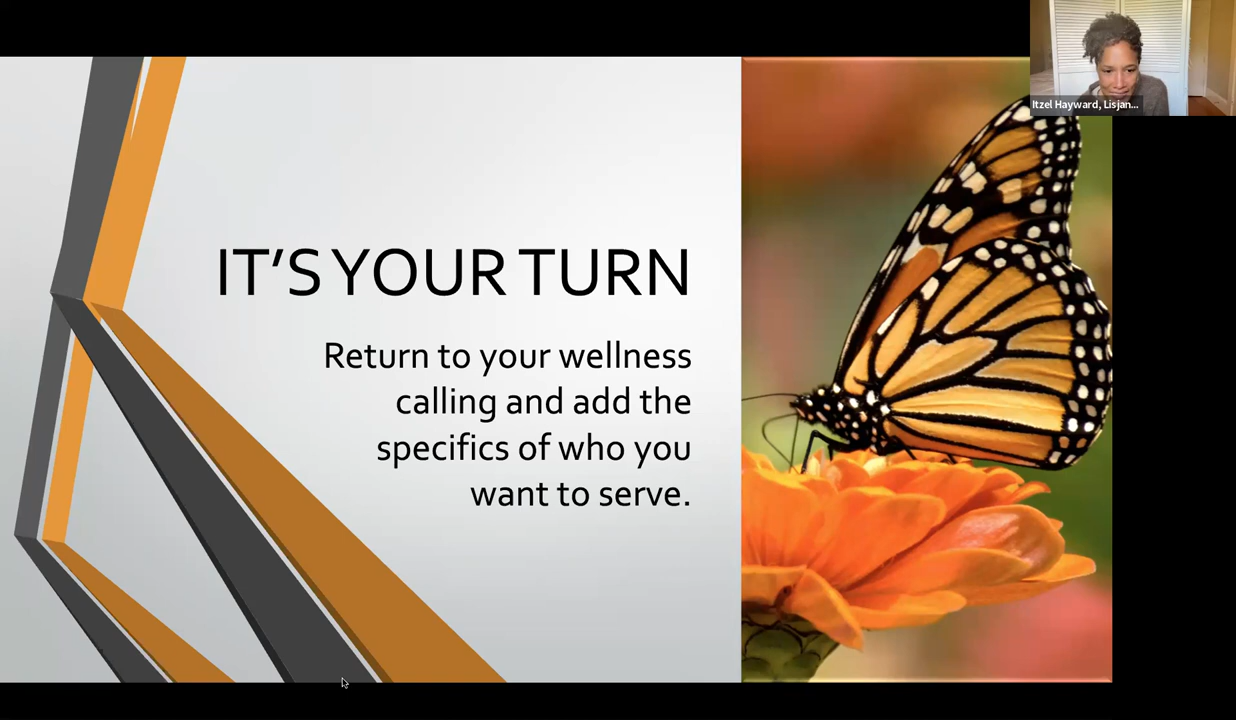 Itzel Hayward, Lisjan...
IT'S YOUR TURN
Return to your wellness
calling and add the
specifics of who you
want to serve.